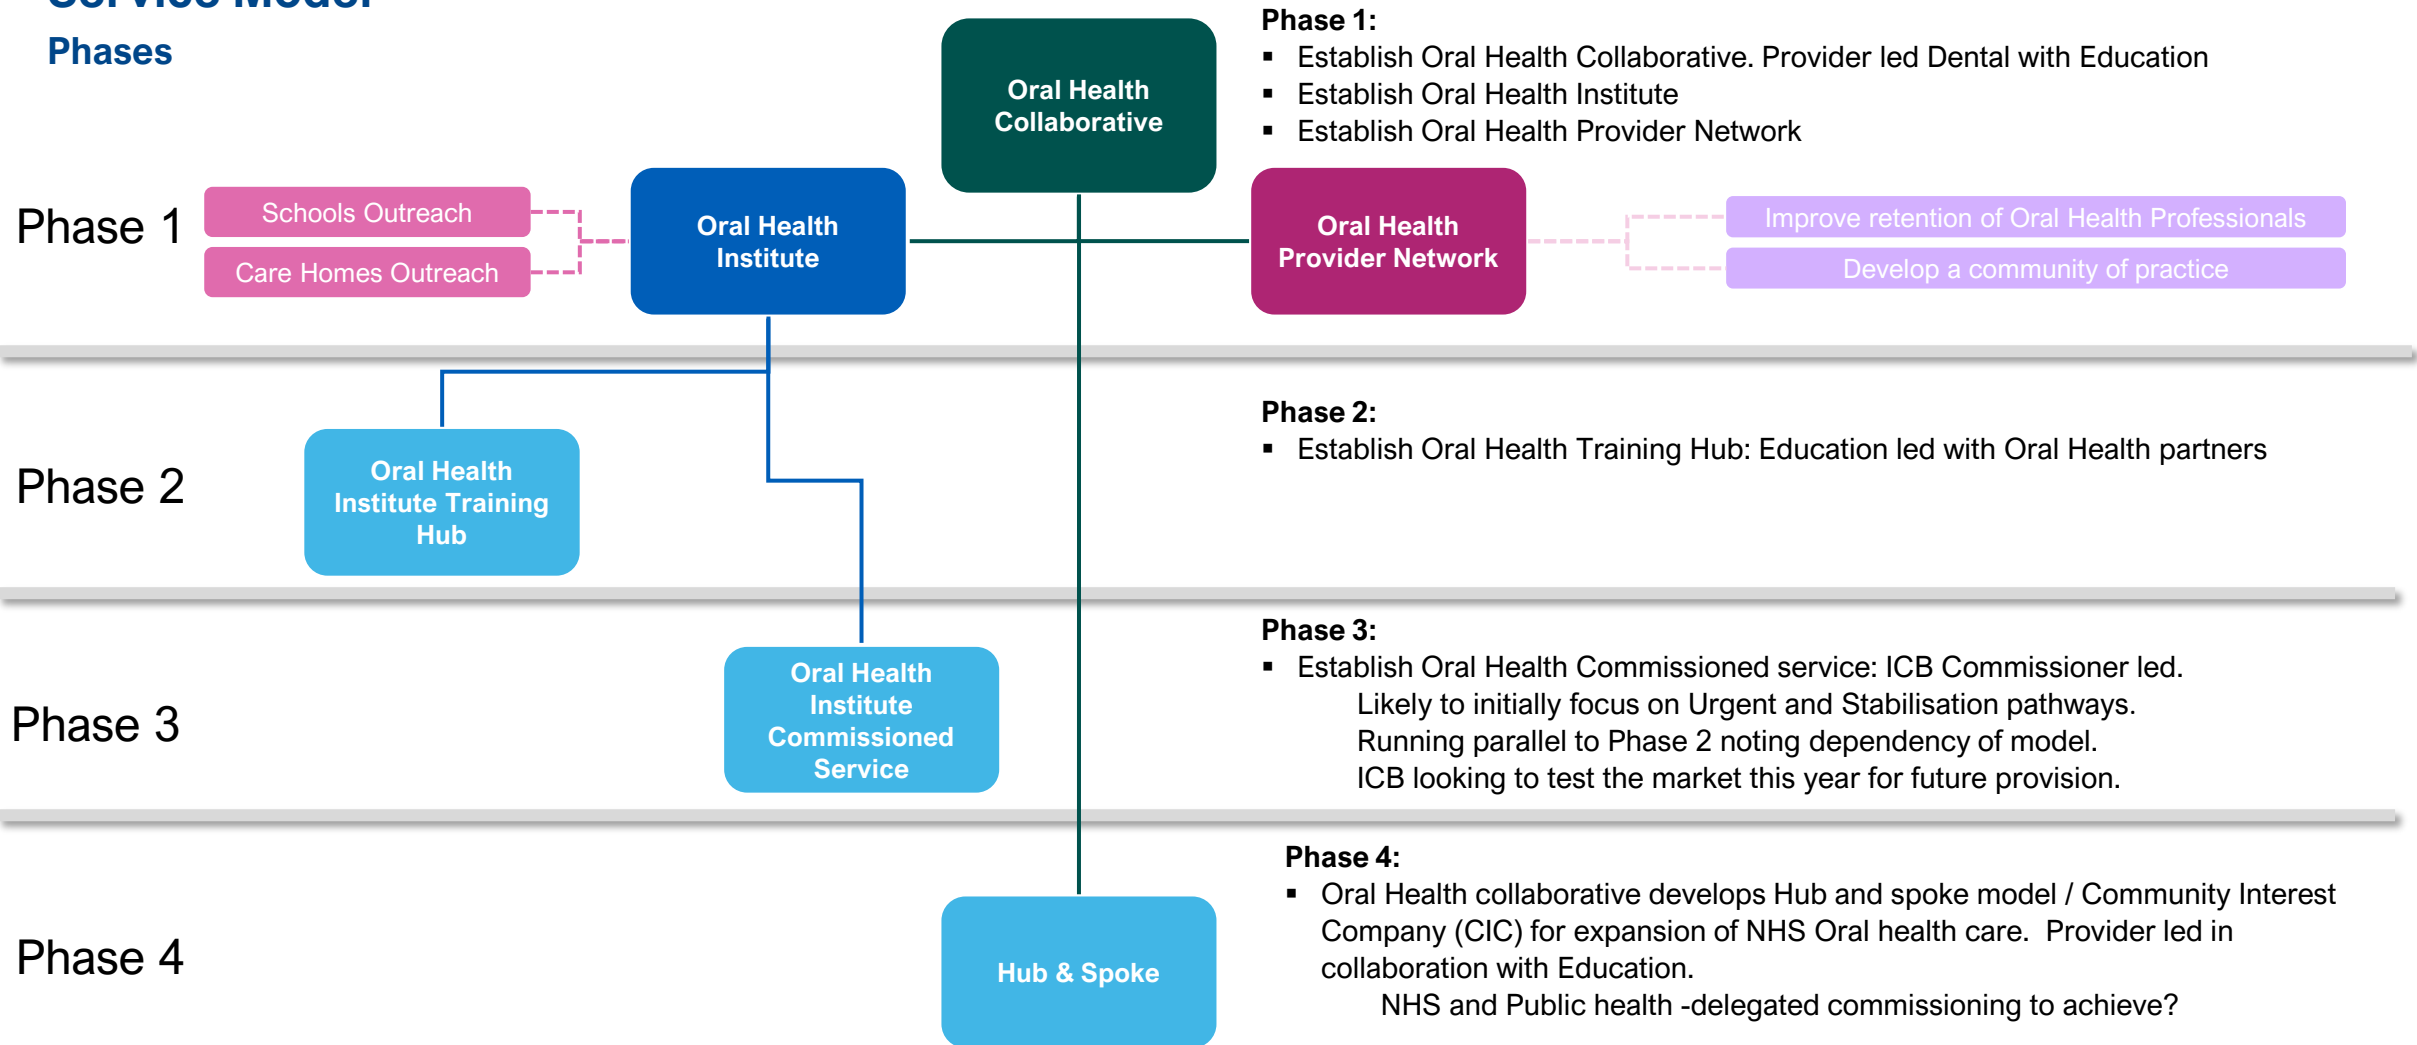 Service Model
Phases
Phase 1
Schools Outreach
Care Homes Outreach
Oral Health
Institute
Oral Health
Collaborative
Oral Health
Provider Network
Improve retention of Oral Health Professionals
Develop a community of practice
Phase 1:
▪ Establish Oral Health Collaborative. Provider led Dental with Education
▪ Establish Oral Health Institute
▪ Establish Oral Health Provider Network
Phase 2
Oral Health
Institute Training
Hub
Phase 2:
▪ Establish Oral Health Training Hub: Education led with Oral Health partners
Phase 3
Oral Health
Institute
Commissioned
Service
Phase 3:
▪ Establish Oral Health Commissioned service: ICB Commissioner led.
Likely to initially focus on Urgent and Stabilisation pathways.
Running parallel to Phase 2 noting dependency of model.
ICB looking to test the market this year for future provision.
Phase 4
Hub & Spoke
Phase 4:
▪ Oral Health collaborative develops Hub and spoke model / Community Interest
Company (CIC) for expansion of NHS Oral health care.  Provider led in
collaboration with Education.
NHS and Public health -delegated commissioning to achieve?